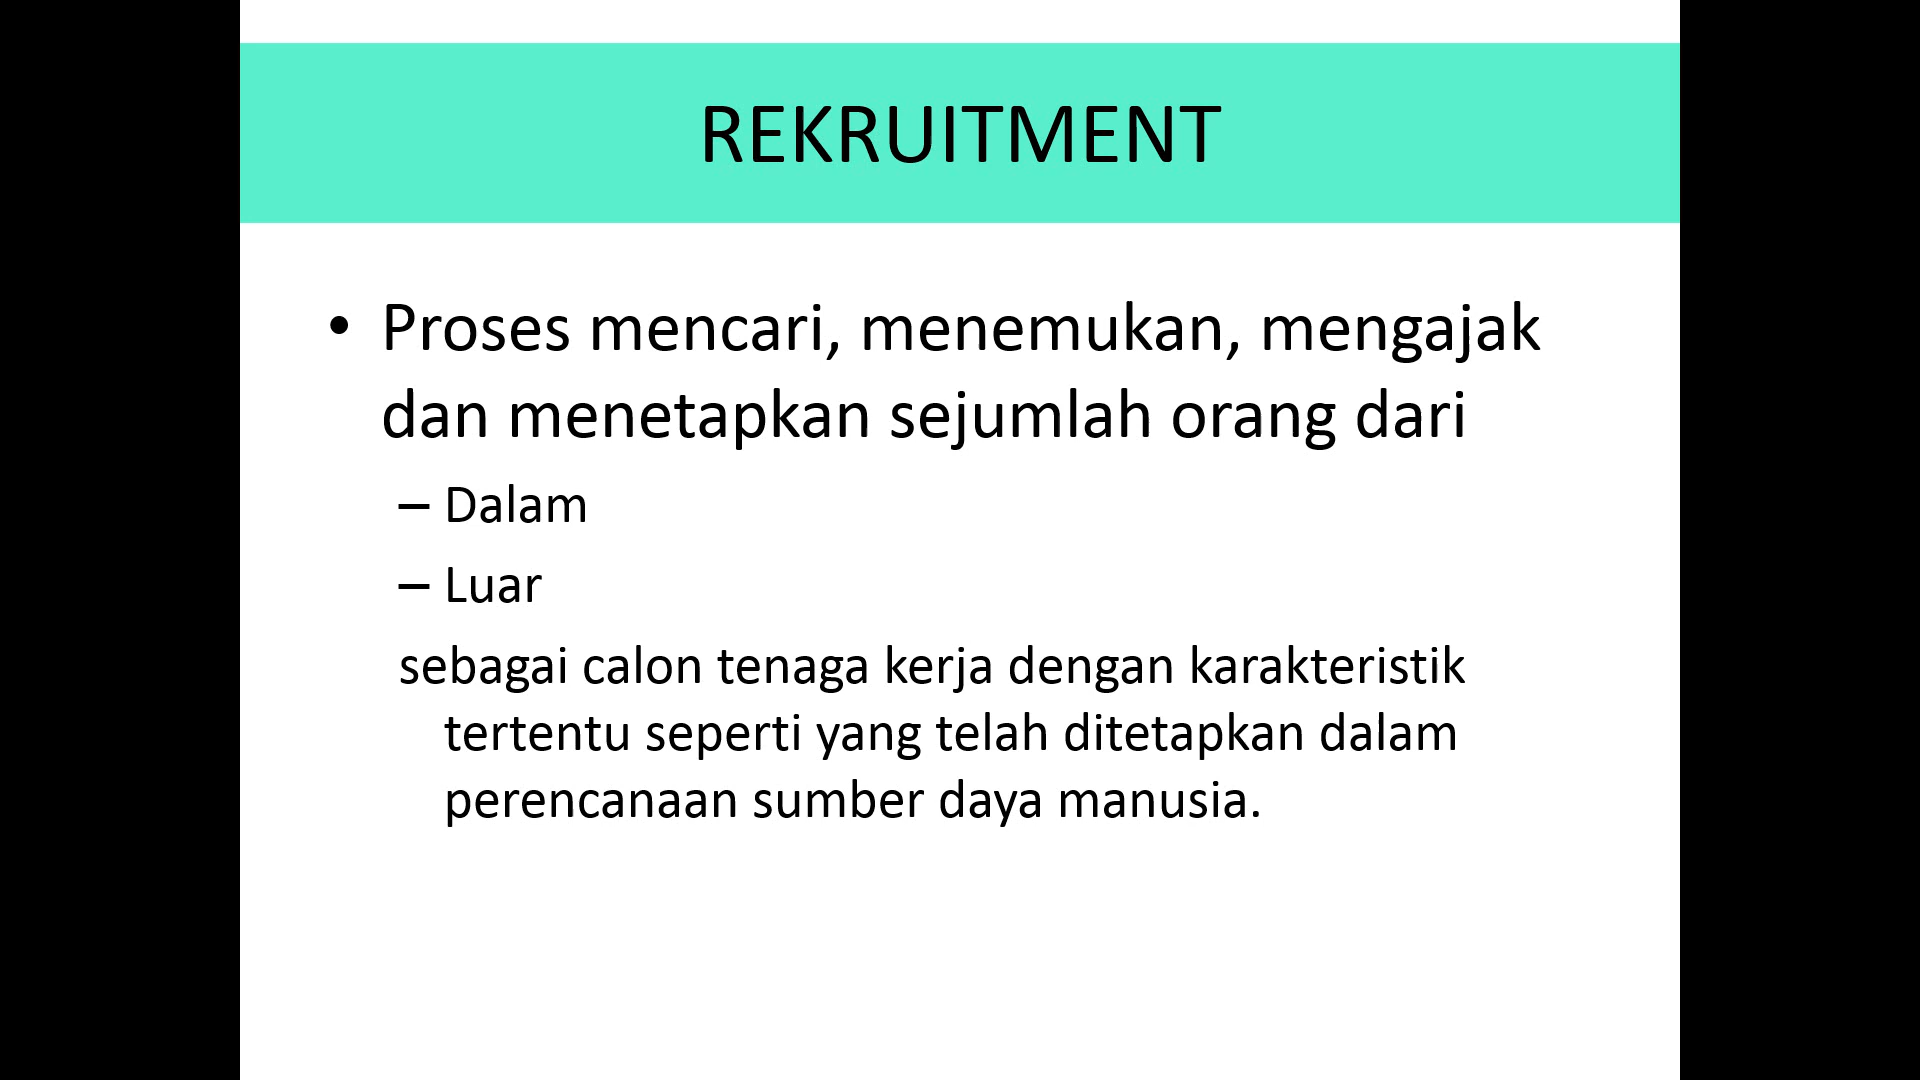 REKRUITMENT
• Proses mencari, menemukan, mengajak
dan menetapkan sejumlah orang dari
– Dalam
– Luar
sebagai calon tenaga kerja dengan karakteristik
tertentu seperti yang telah ditetapkan dalam
perencanaan sumber daya manusia.